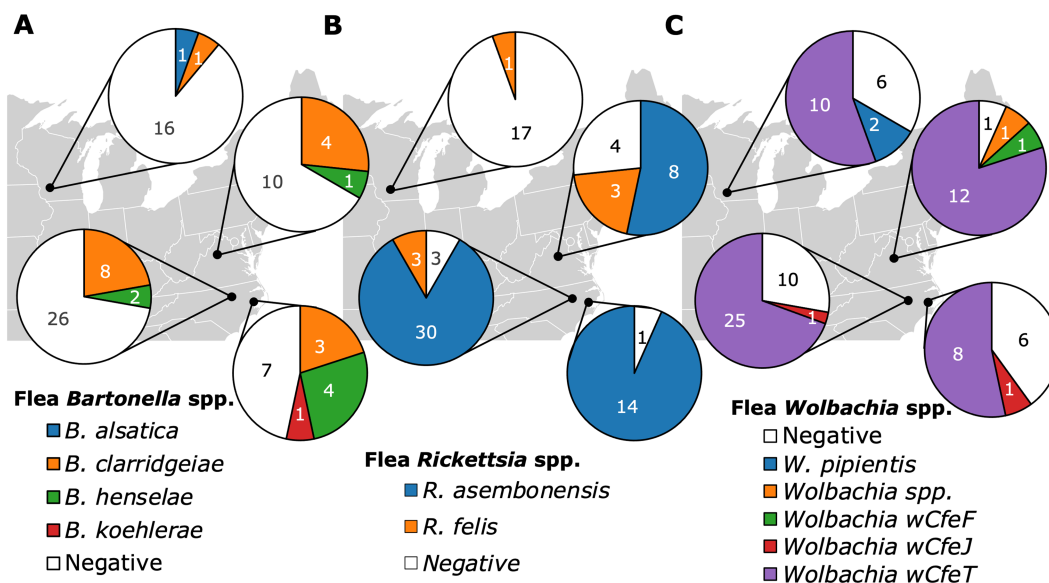 A
B
C
1
1
16
4
1
10
8
2
26
3
4
1
7
1
17
4
8
3
3
3
30
1
14
6
10
2
1
1
1
12
10
1
25
6
8
1
Flea Bartonella spp.
B. alsatica
B. clarridgeiae
B. henselae
B. koehlerae
Negative
Flea Rickettsia spp.
R. asembonensis
R. felis
Negative
Flea Wolbachia spp.
Negative
W. pipientis
Wolbachia spp.
Wolbachia wCfeF
Wolbachia wCfeJ
Wolbachia wCfeT